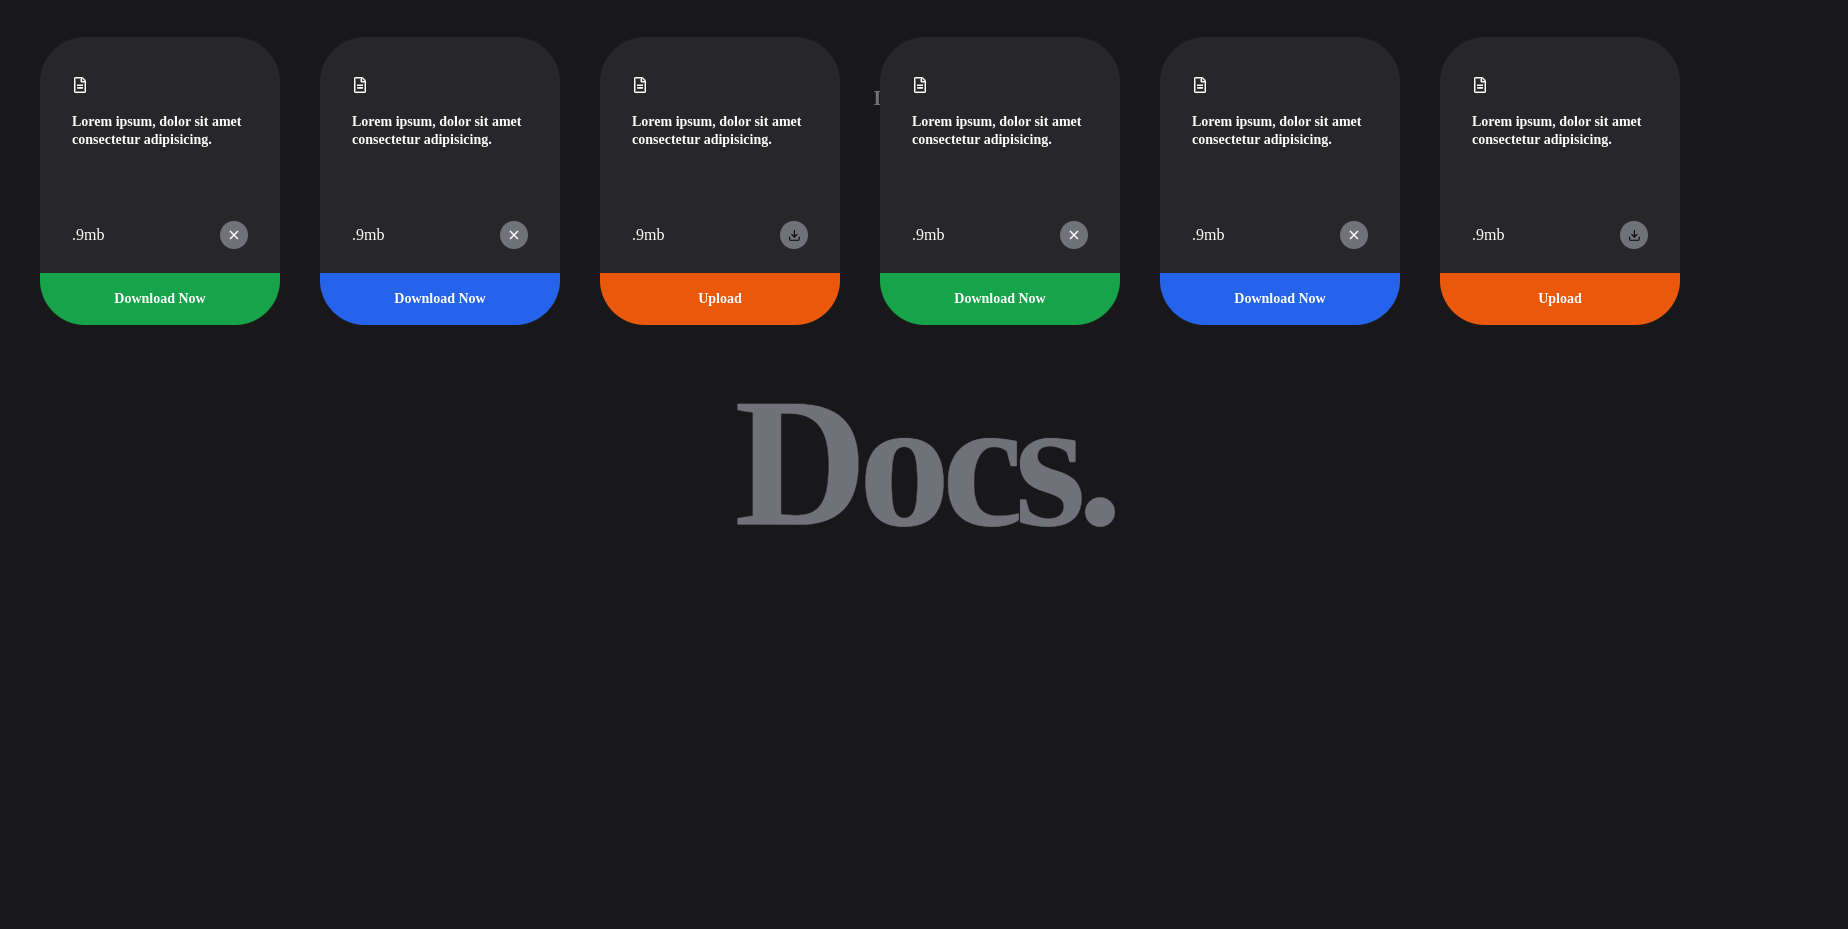 Lorem ipsum, dolor sit amet
consectetur adipisicing.
.9mb
Download Now
Lorem ipsum, dolor sit amet
consectetur adipisicing.
.9mb
Download Now
Lorem ipsum, dolor sit amet
consectetur adipisicing.
.9mb
Upload
Lorem ipsum, dolor sit amet
consectetur adipisicing.
.9mb
Download Now
Lorem ipsum, dolor sit amet
consectetur adipisicing.
.9mb
Download Now
Lorem ipsum, dolor sit amet
consectetur adipisicing.
.9mb
Upload
Docs.